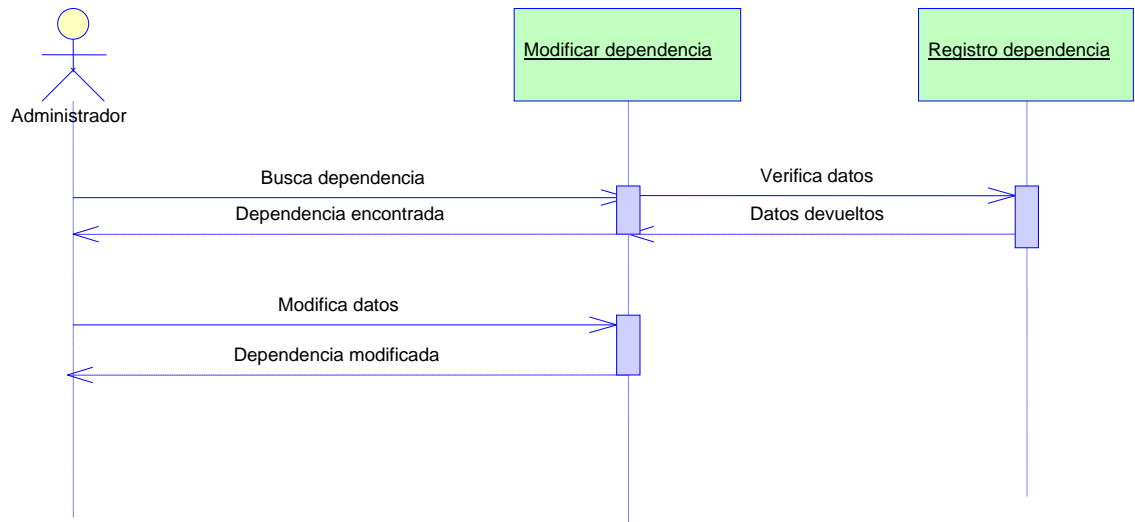 Modificar dependencia
Registro dependencia
Administrador
Busca dependencia
Verifica datos
Dependencia encontrada
Datos devueltos
Modifica datos
Dependencia modificada